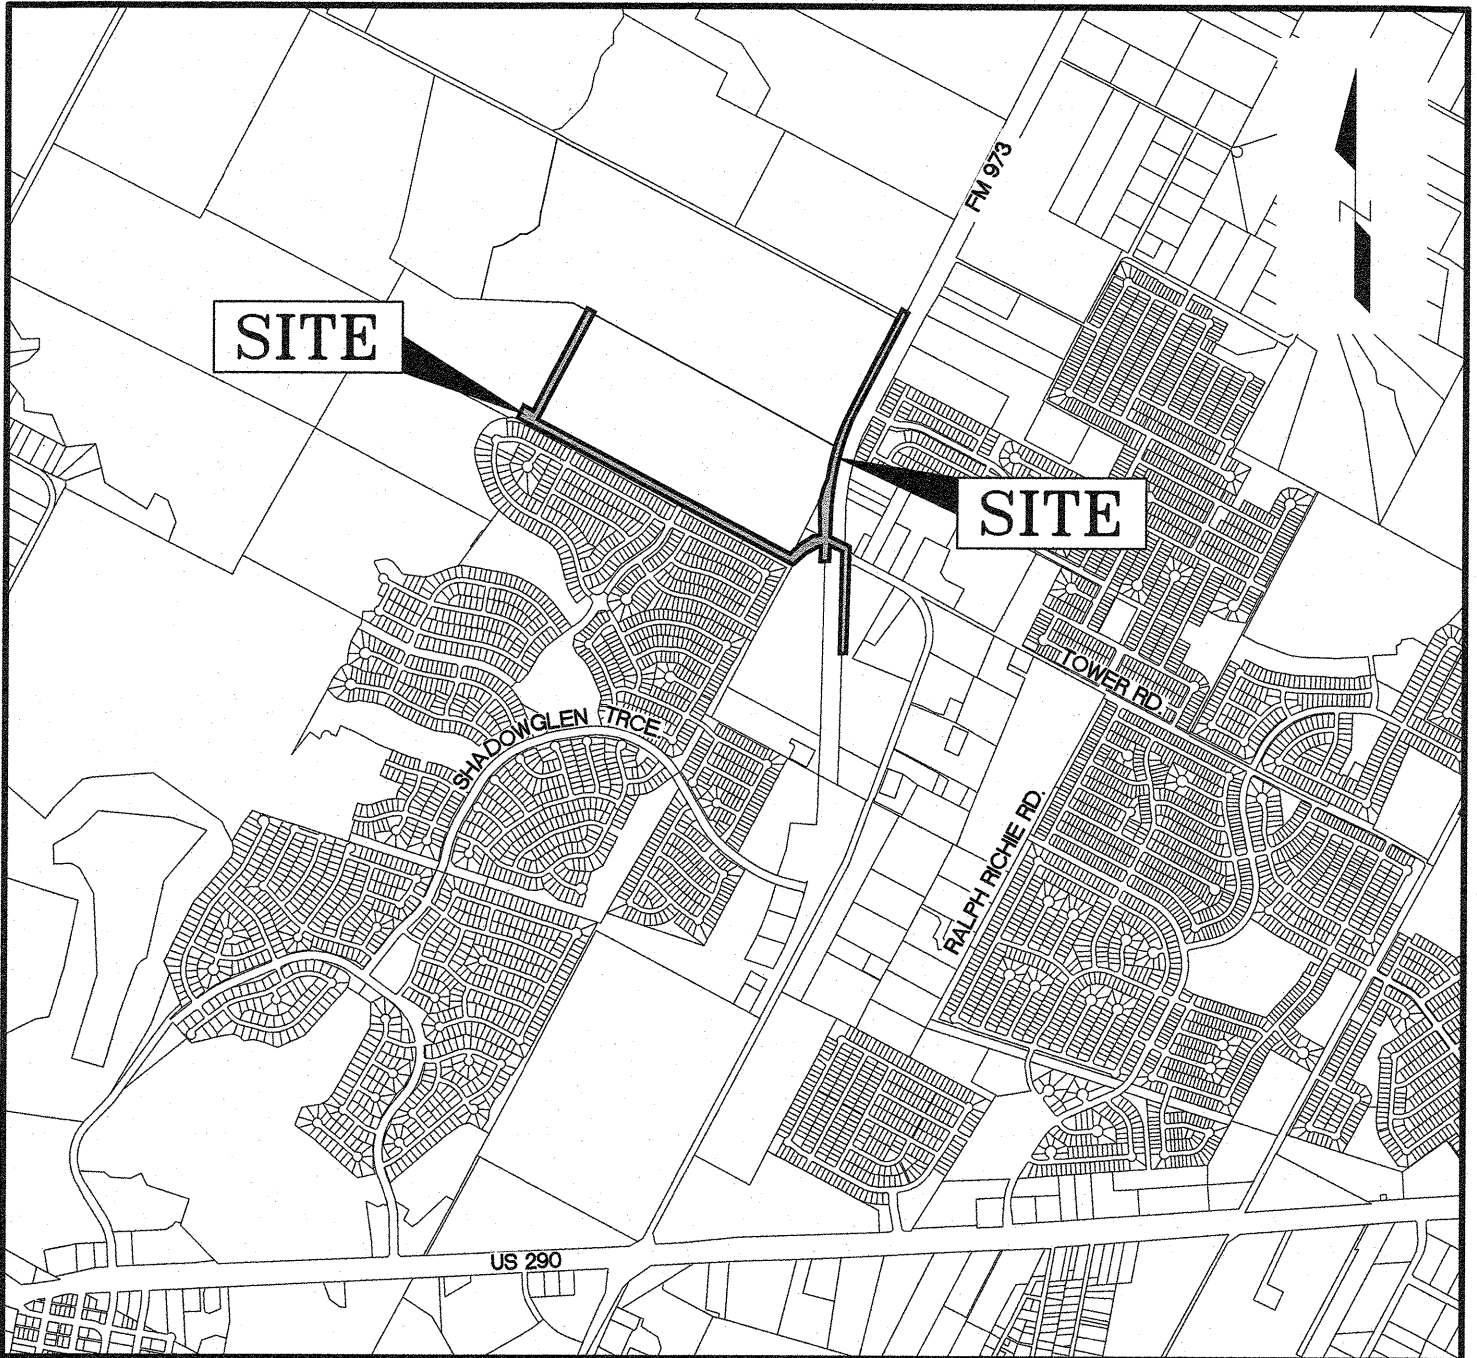 FM 973
N
SITE
SITE
TOWER RD.
SHADOWGLEN TRCE.
RALPH RICHIE RD.
US 290